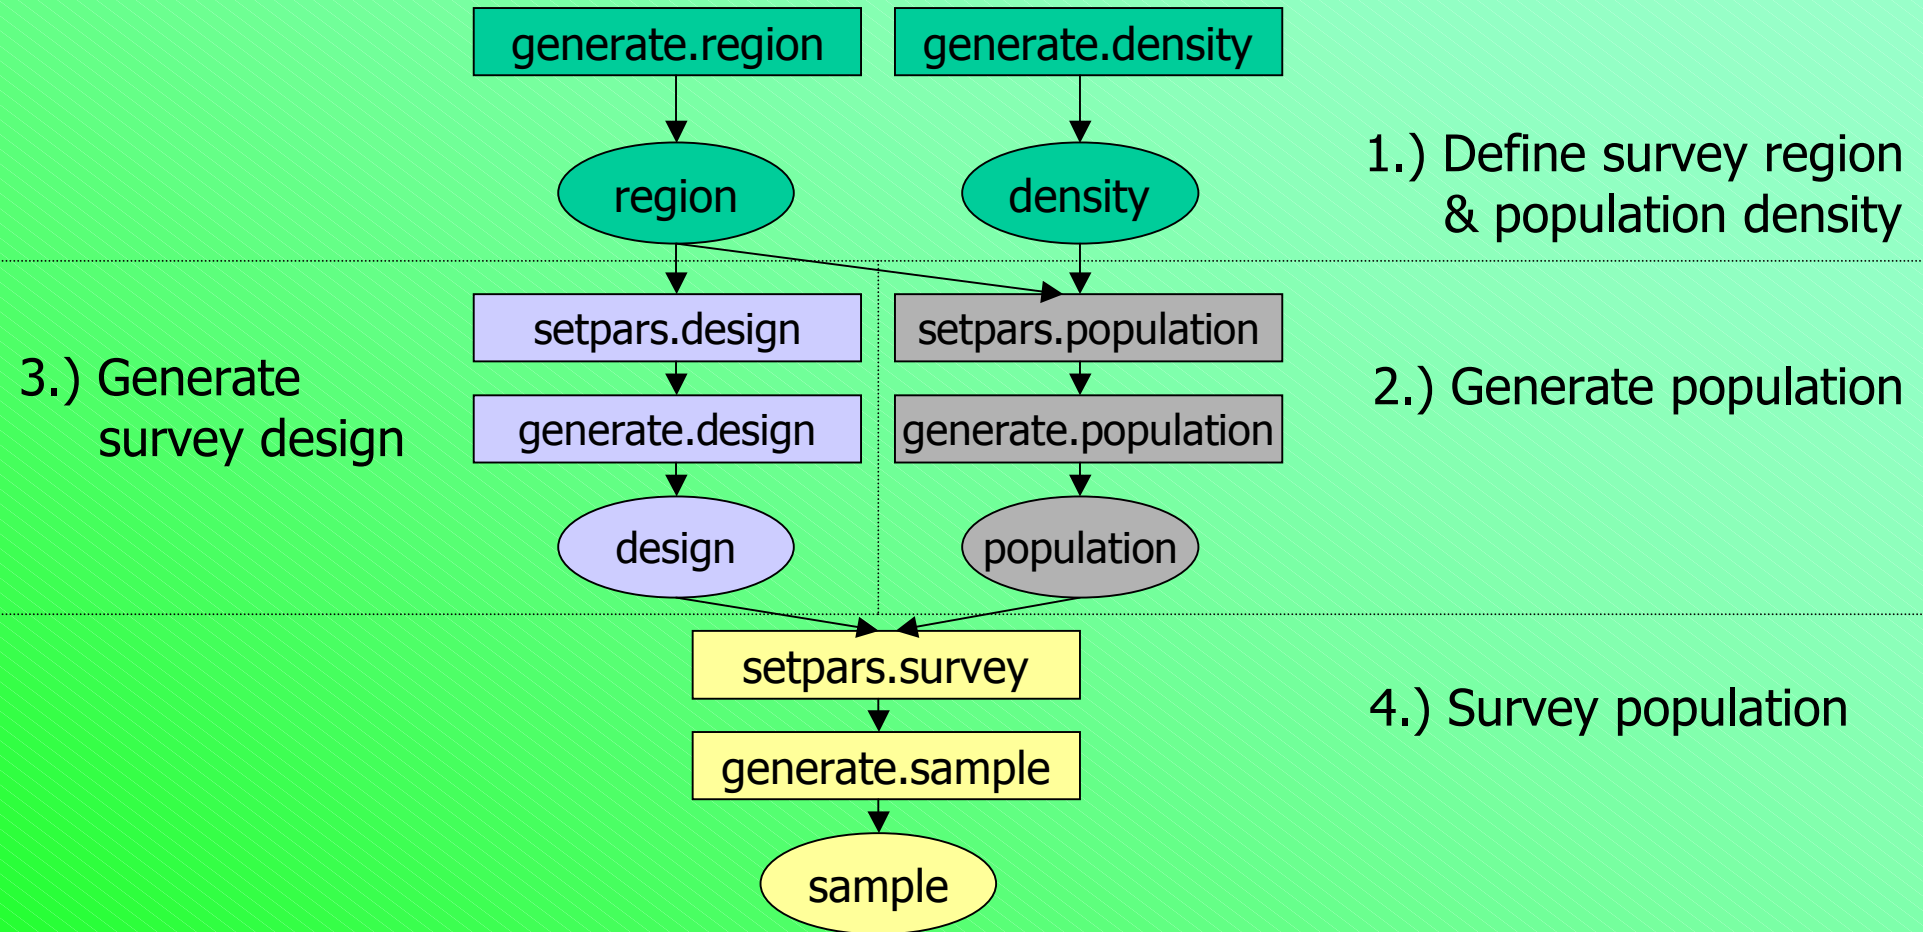 generate.region
generate.density
region
density
1.) Define survey region
& population density
setpars.design
setpars.population
3.) Generate
survey design
generate.design
generate.population
2.) Generate population
design
population
setpars.survey
generate.sample
4.) Survey population
sample